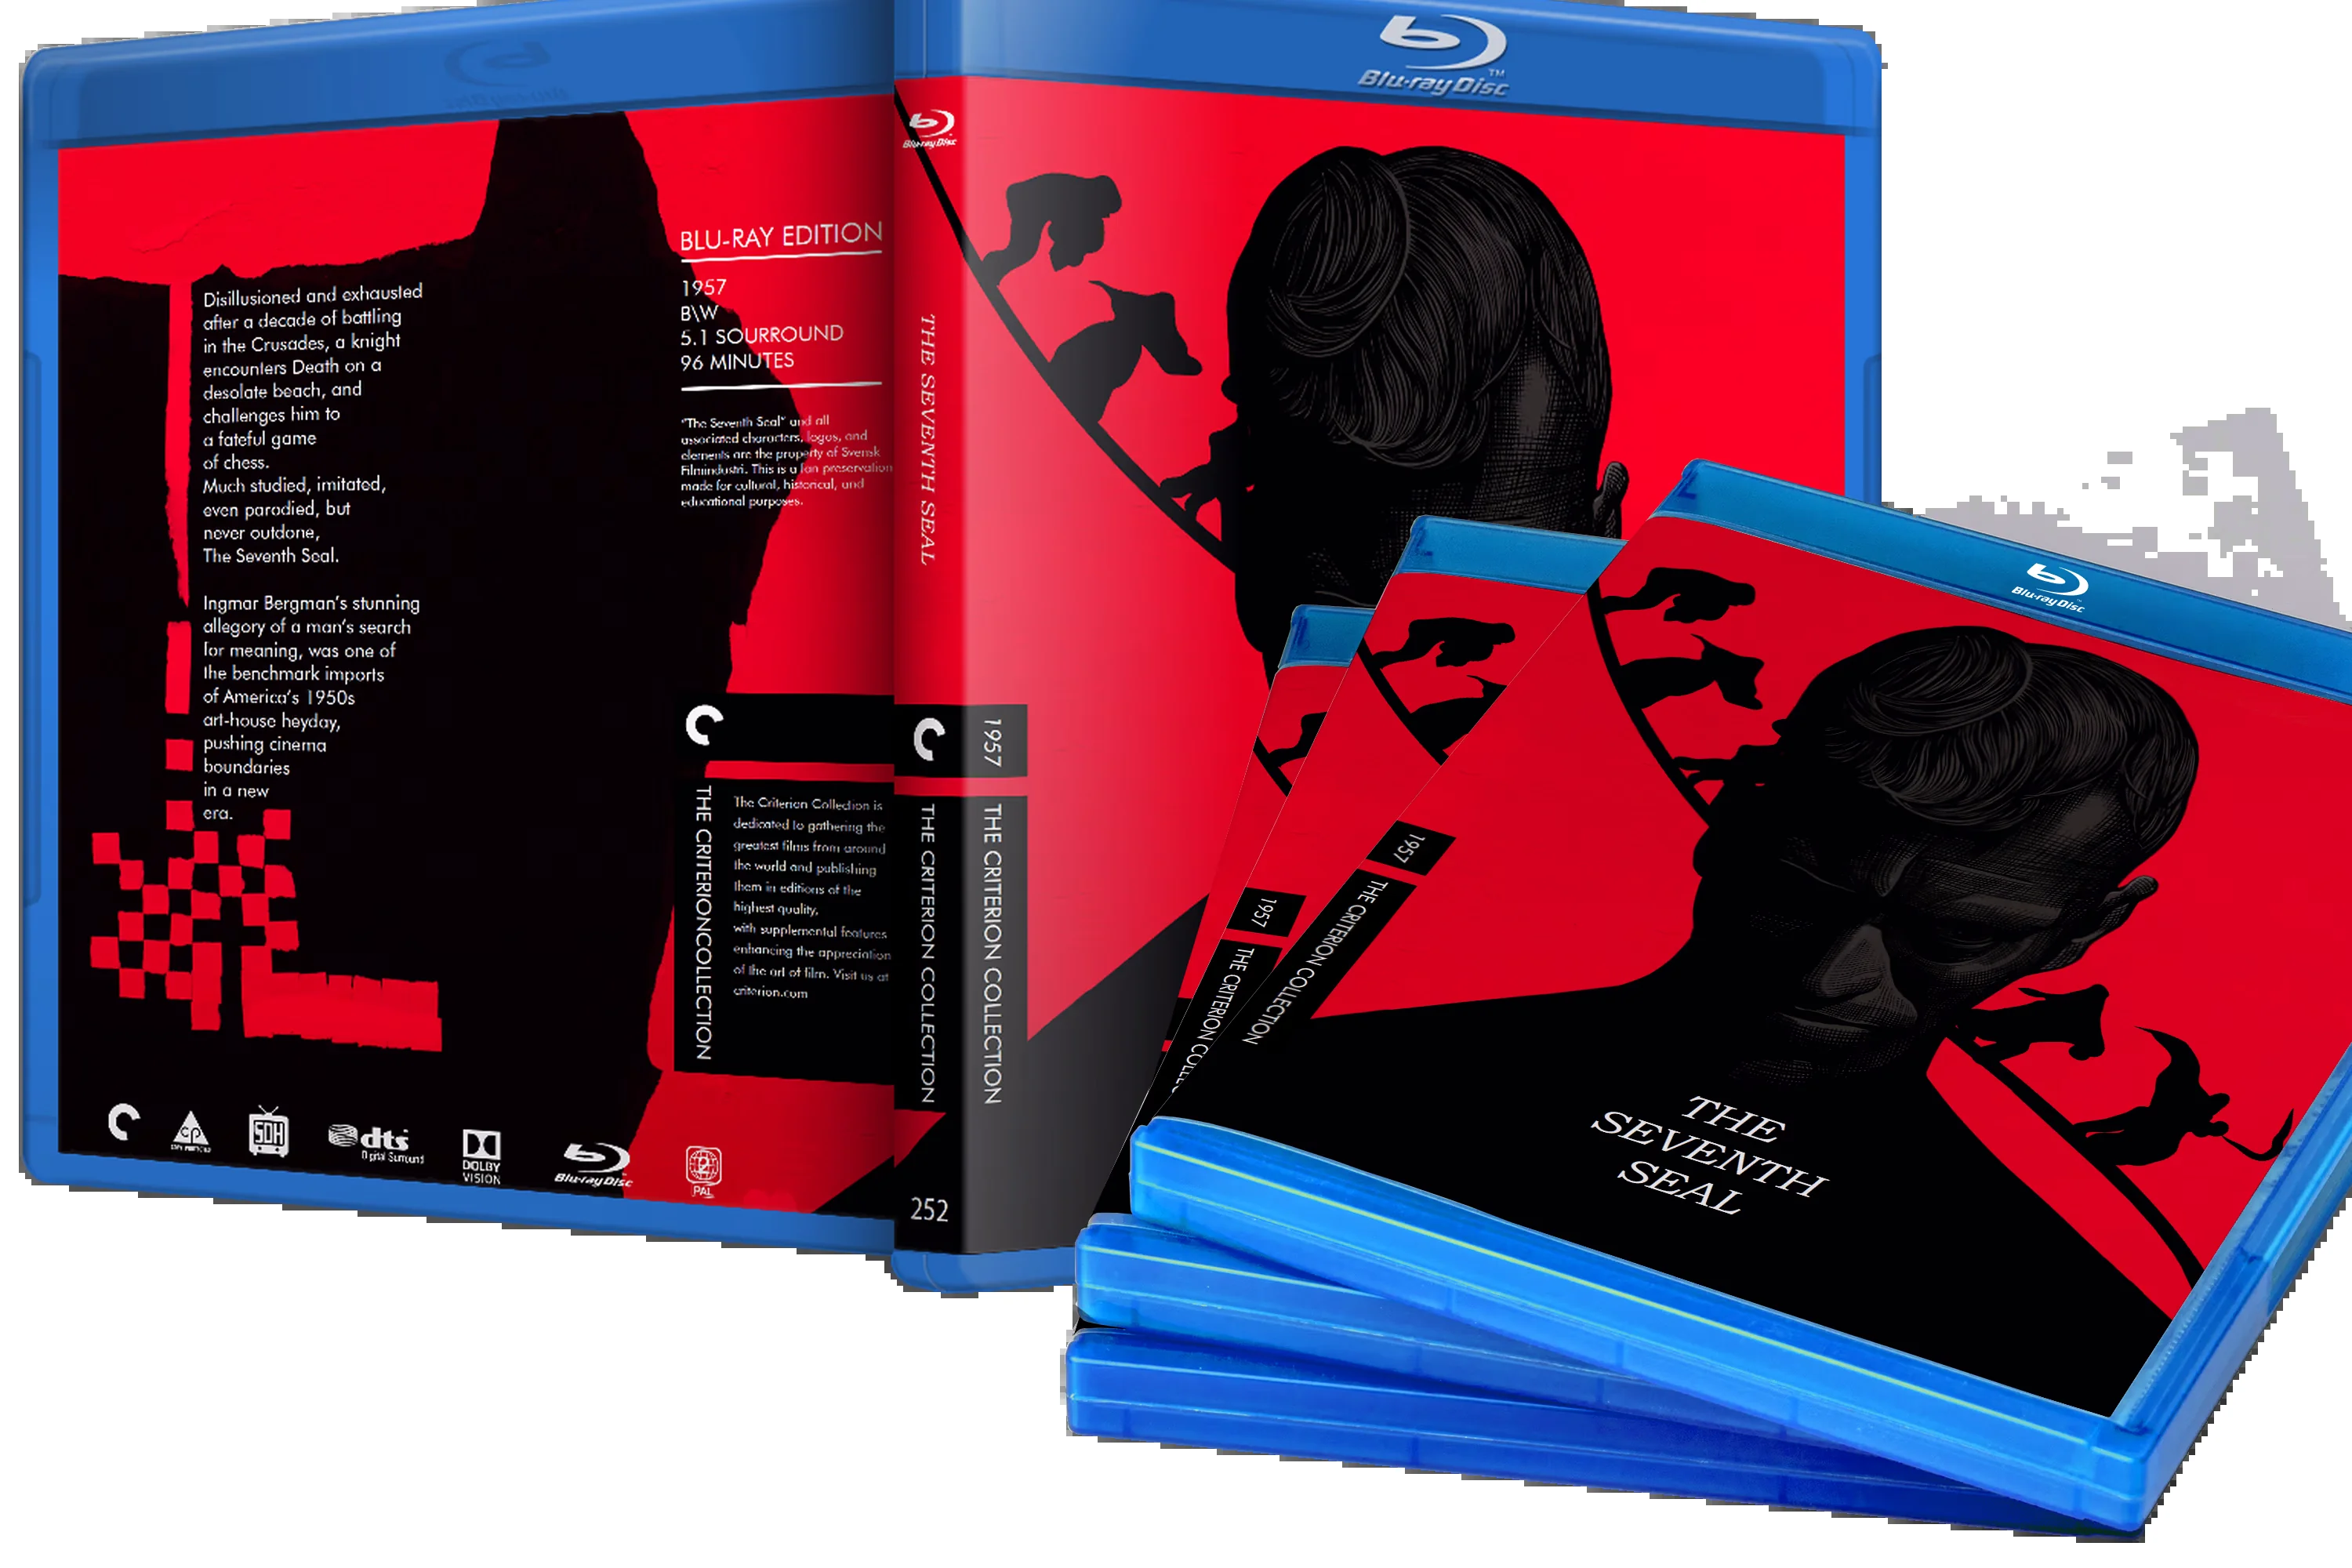 Disillusioned and exhausted
after a decade of battling
in the Crusades, a knight
encounters Death on a
desolate beach, and
challenges him to
a fateful game
of chess.
Much studied, imitated,
even parodied, but
never outdone,
The Seventh Seal.
Ingmar Bergman's stunning
allegory of a man's search
for meaning, was one of
the benchmark imports
of America's 1950s
art-house heyday,
pushing cinema
boundaries
in a new
era.
BLU-RAY EDITION
1957
B\W
5.1 SOURROUND
96 MINUTES
"The Seventh Seal" and all
associated characters, logos, and
elements are the property of Svensk
Filmindustri. This is a fan preservation
made for cultural, historical, and
educational purposes.
THE CRITERIONCOLLECTION
The Criterion Collection is
dedicated to gathering the
greatest films from around
the world and publishing
them in editions of the
highest quality,
with supplemental features
enhancing the appreciation
of the art of film. Visit us at
criterion.com
CP
SDH
dts
Digital Surround
DOLBY
VISION
Blu-ray Disc
2
PAL
Blu-ray Disc
THE SEVENTH SEAL
THE CRITERION COLLECTION
252
Blu-ray Disc
TM
1957
THE CRITERION COLLECTION
1957
THE CRITERION COLLE
1957
THE CRITERION COLLECTION
Blu-ray Disc
THE
SEVENTH
SEAL